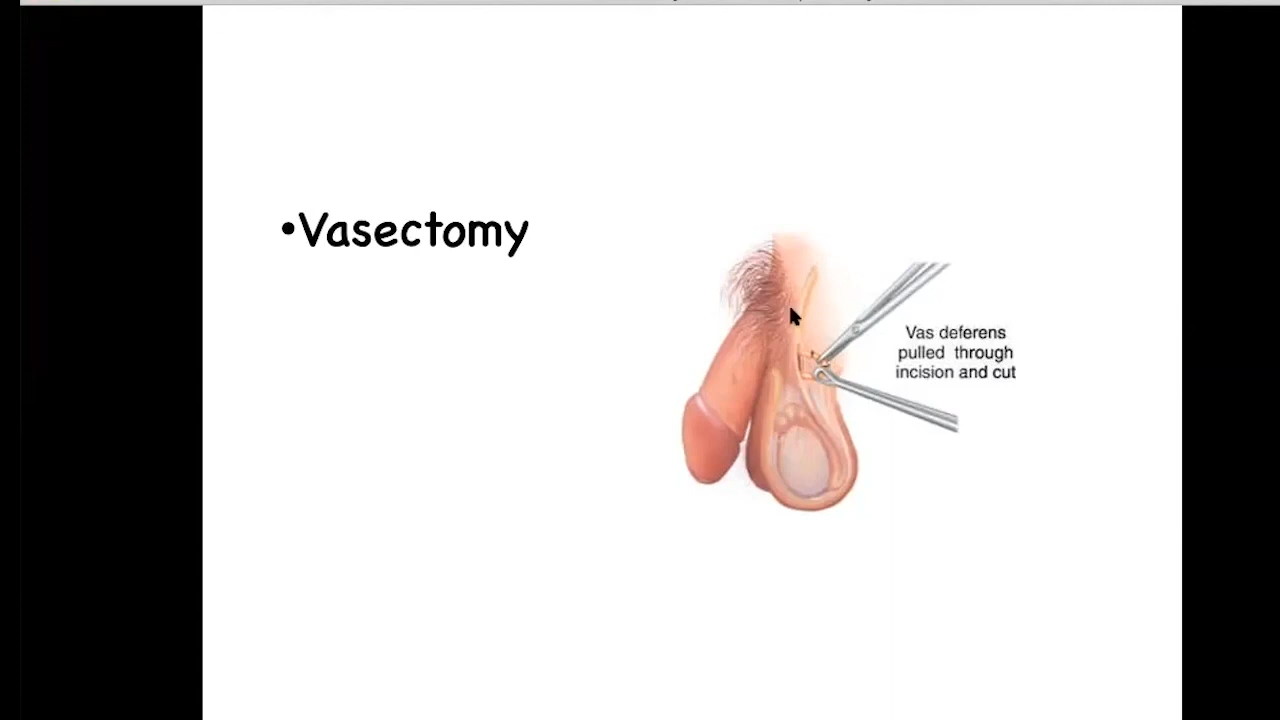 •Vasectomy
Vas deferens
pulled through
incision and cut